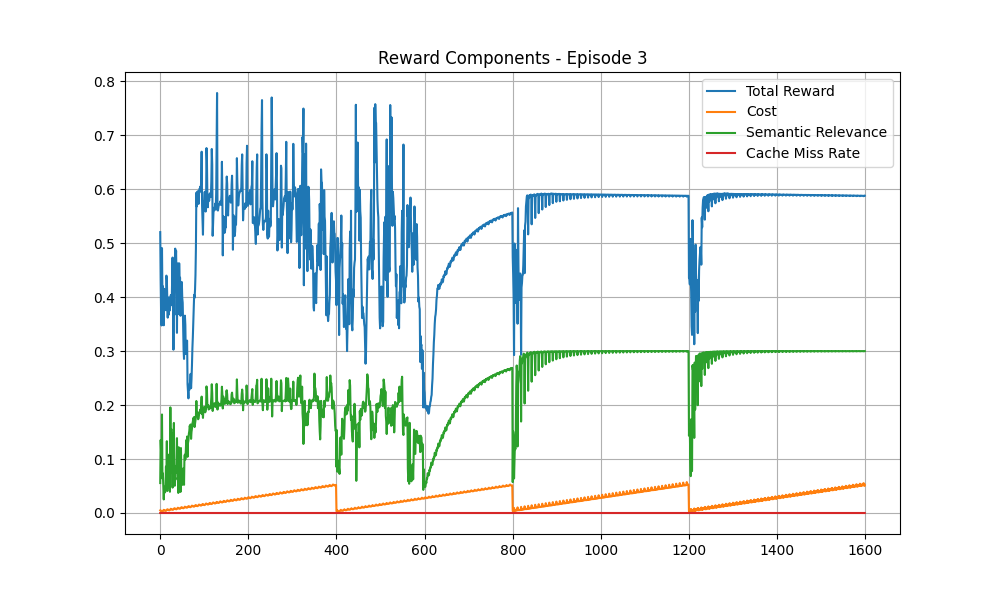 Reward Components - Episode 3
Total Reward
Cost
Semantic Relevance
Cache Miss Rate
0.8
0.7
0.6
0.5
0.4
0.3
0.2
0.1
0.0
0 200 400 600 800 1000 1200 1400 1600